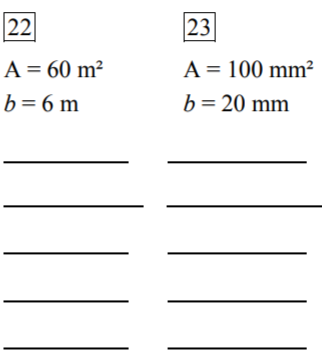 22
A = 60 m²
b = 6 m
23
A = 100 mm²
b = 20 mm